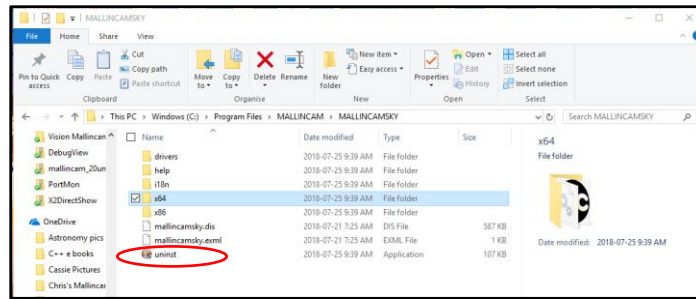 MALLINCAMSKY
File Home Share View
Pin to Quick access
Copy
Paste
Cut
Copy path
Paste shortcut
Clipboard
Move to
Copy to
Delete
Rename
Organise
New folder
New item
Easy access
New
Properties
Open
Edit
History
Open
Select all
Select none
Invert selection
Select
This PC > Windows (C:) > Program Files > MALLINCAM > MALLINCAMSKY
Search MALLINCAMSKY
Vision Mallincan
DebugView
mallincam_20un
PortMon
X2DirectShow
OneDrive
Astronomy pics
C++ e books
Cassie Pictures
Chris's Mallincar
Name Date modified Type Size
drivers 2018-07-25 9:39 AM File folder
help 2018-07-25 9:39 AM File folder
i18n 2018-07-25 9:39 AM File folder
x64 2018-07-25 9:39 AM File folder
x86 2018-07-25 9:39 AM File folder
mallincamsky.dis 2018-07-21 7:25 AM DIS File 587 KB
mallincamsky.exml 2018-07-21 7:25 AM EXML File 1 KB
uninst 2018-07-25 9:39 AM Application 107 KB
x64
File folder
Date modified: 2018-07-25 9:39 AM